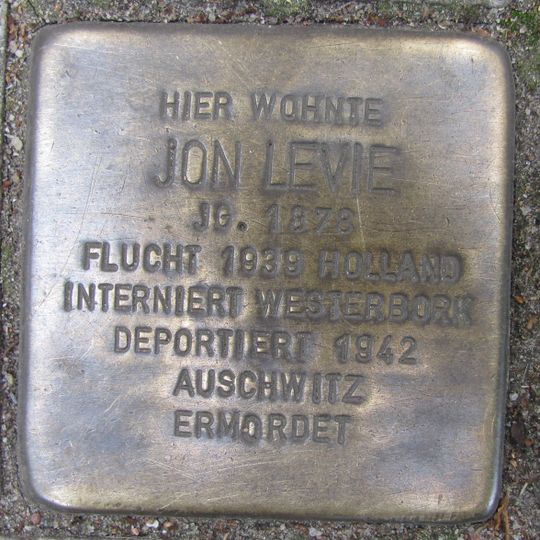 HIER WOHNTE
JON LEVIE
JG. 1878
FLUCHT 1939 HOLLAND
INTERNIERT WESTERBORK
DEPORTIERT 1942
AUSCHWITZ
ERMORDET